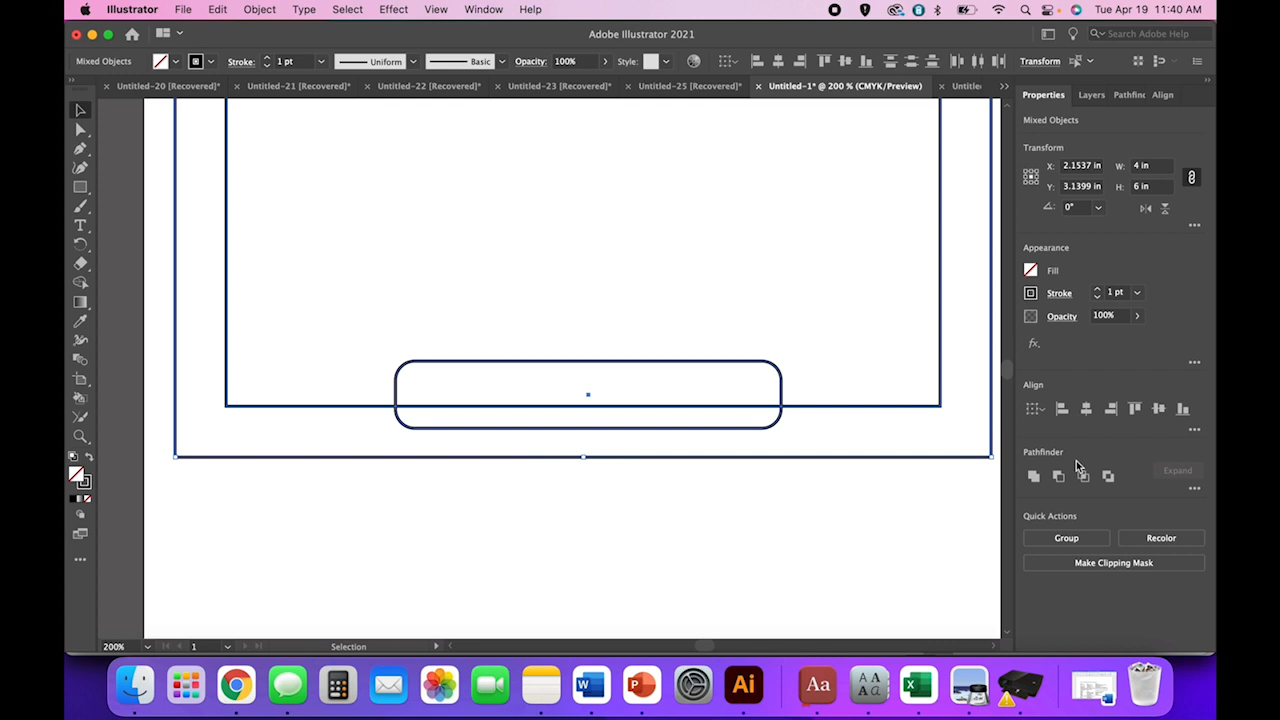 Illustrator File Edit Object Type Select Effect View Window Help Tue Apr 19 11:40 AM
Adobe Illustrator 2021 Search Adobe Help
Mixed Objects Stroke: 1 pt Uniform Basic Opacity: 100% Style: Transform
Untitled-20 [Recovered]* Untitled-21 [Recovered]* Untitled-22 [Recovered]* Untitled-23 [Recovered]* Untitled-25 [Recovered]* Untitled-1* @ 200 % (CMYK/Preview) Untitle
Properties Layers Pathfinc Align
Mixed Objects
Transform
X: 2.1537 in W: 4 in
Y: 3.1399 in H: 6 in
0°
Appearance
Fill
Stroke 1 pt
Opacity 100%
fx.
Align
Pathfinder
Expand
Quick Actions
Group Recolor
Make Clipping Mask
200% 1 Selection
W P Ai Aa A A a A X